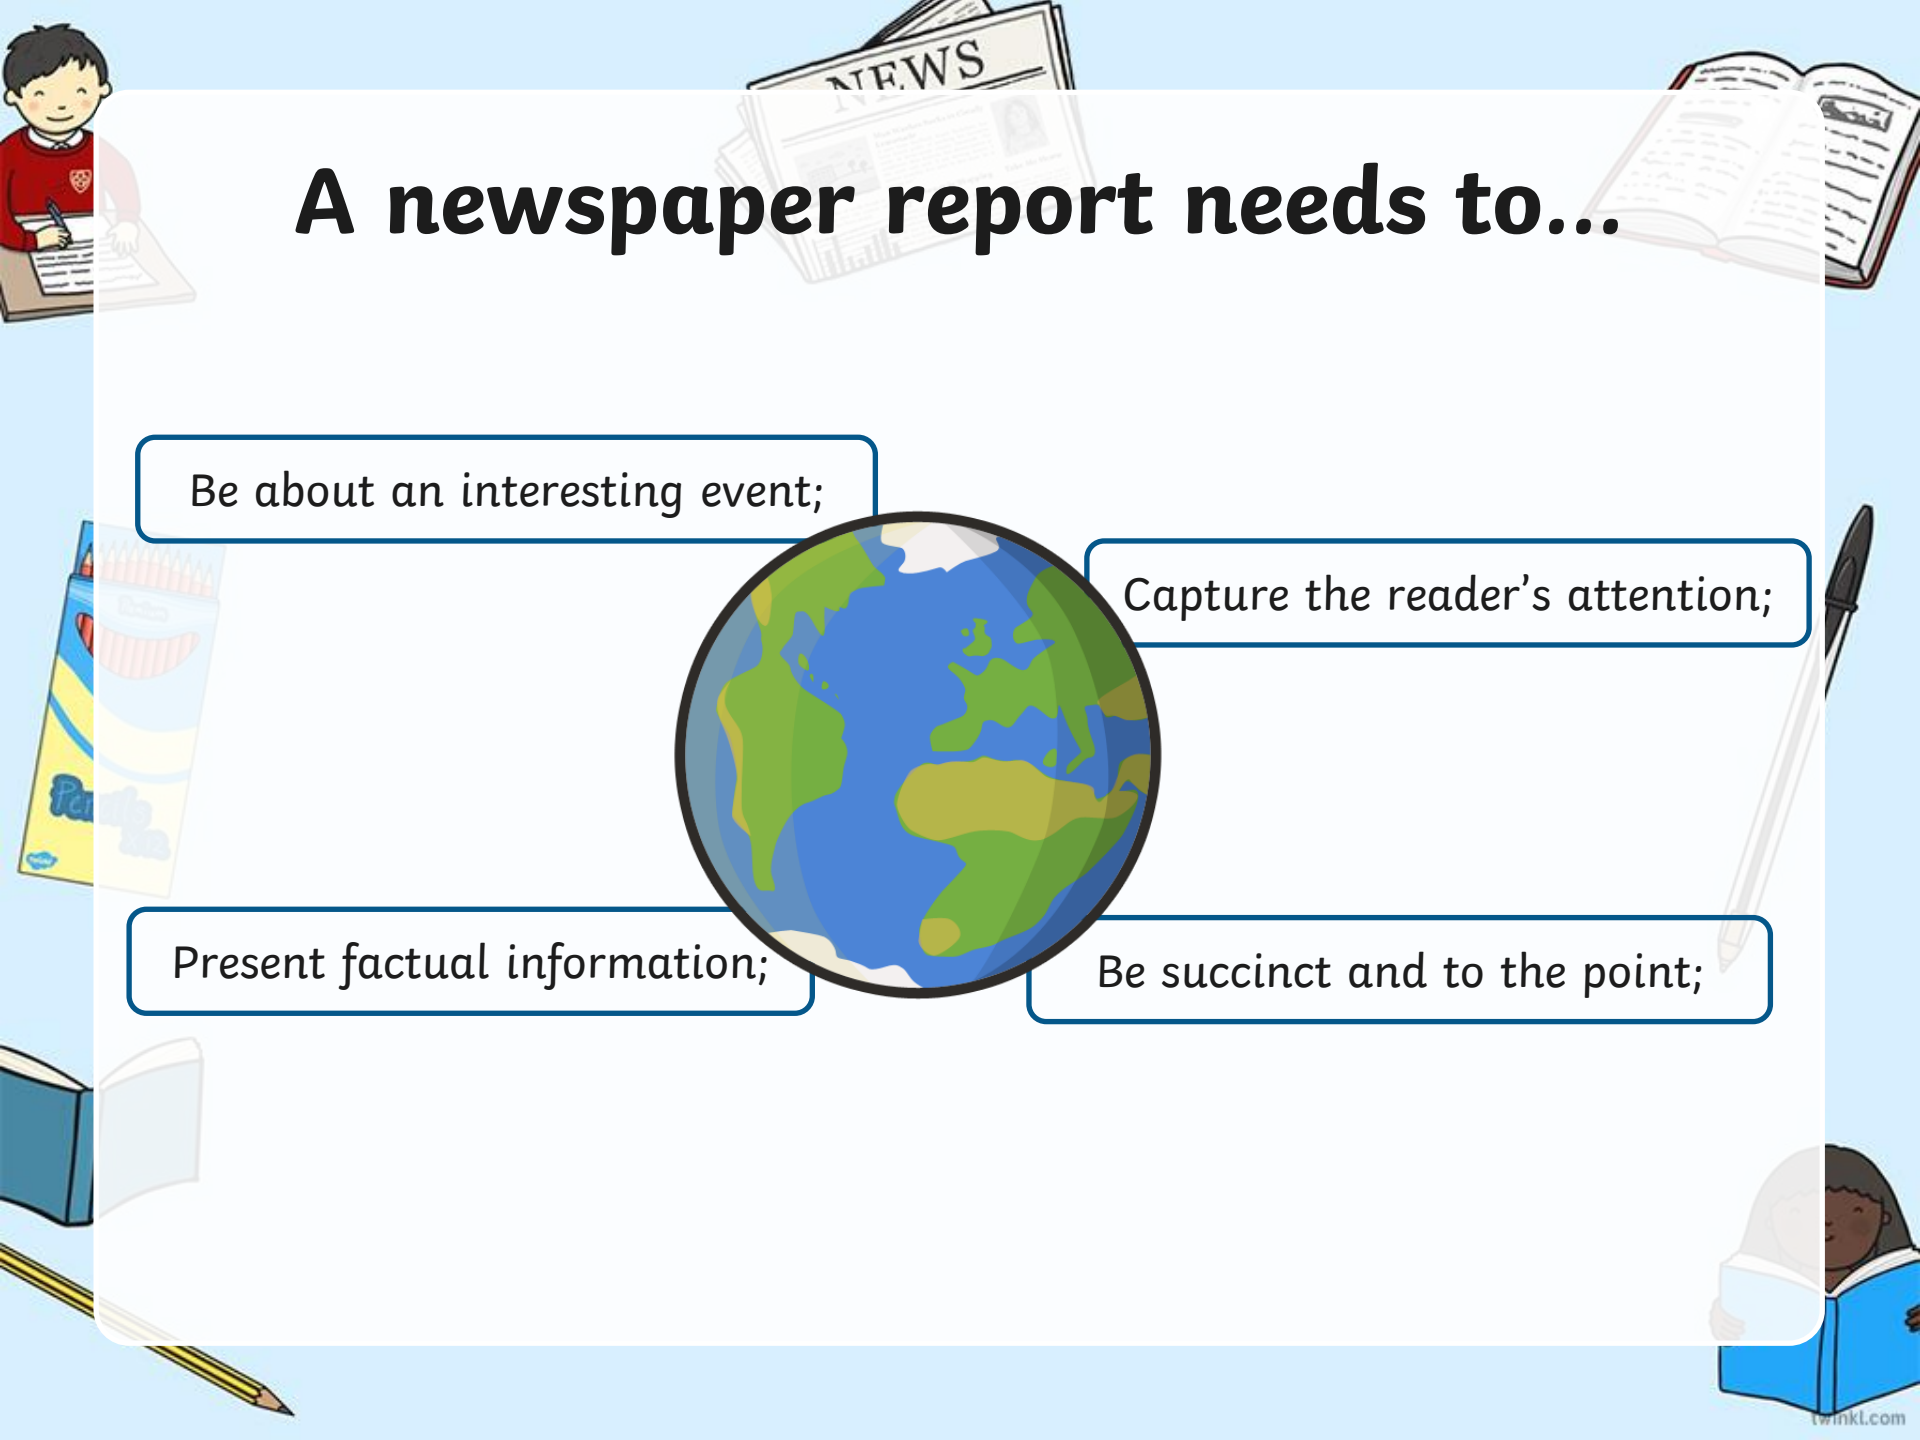 NEWS
A newspaper report needs to...
Be about an interesting event;
Capture the reader's attention;
Present factual information;
Be succinct and to the point;
twinkl.com